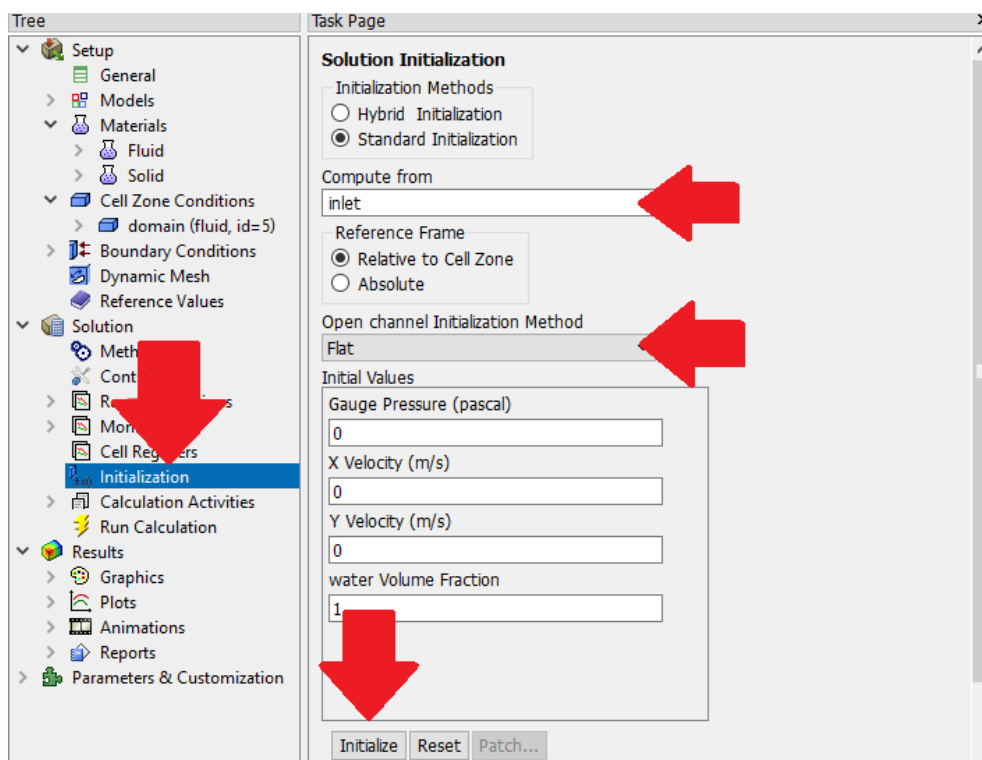 Tree
Setup
General
Models
Materials
Fluid
Solid
Cell Zone Conditions
domain (fluid, id=5)
Boundary Conditions
Dynamic Mesh
Reference Values
Solution
Cell
Initialization
Calculation Activities
Run Calculation
Results
Graphics
Plots
Animations
Reports
Parameters & Customization
Task Page
Solution Initialization
Initialization Methods
Hybrid Initialization
Standard Initialization
Compute from
inlet
Reference Frame
Relative to Cell Zone
Absolute
Open channel Initialization Method
Flat
Initial Values
Gauge Pressure (pascal)
0
X Velocity (m/s)
0
Y Velocity (m/s)
0
water Volume Fraction
1
Initialize Reset Patch...